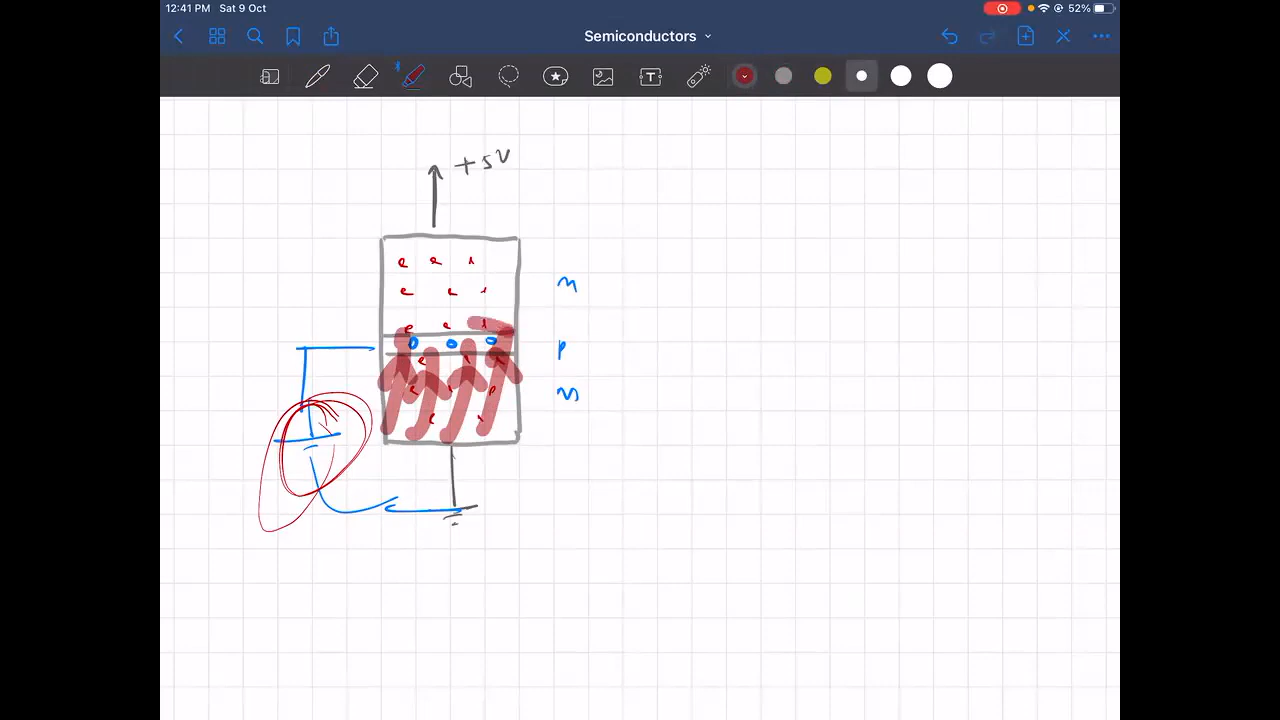 12:41 PM Sat 9 Oct
52%
Semiconductors
T
+5V
e e
e e
n
e e
p
e
n